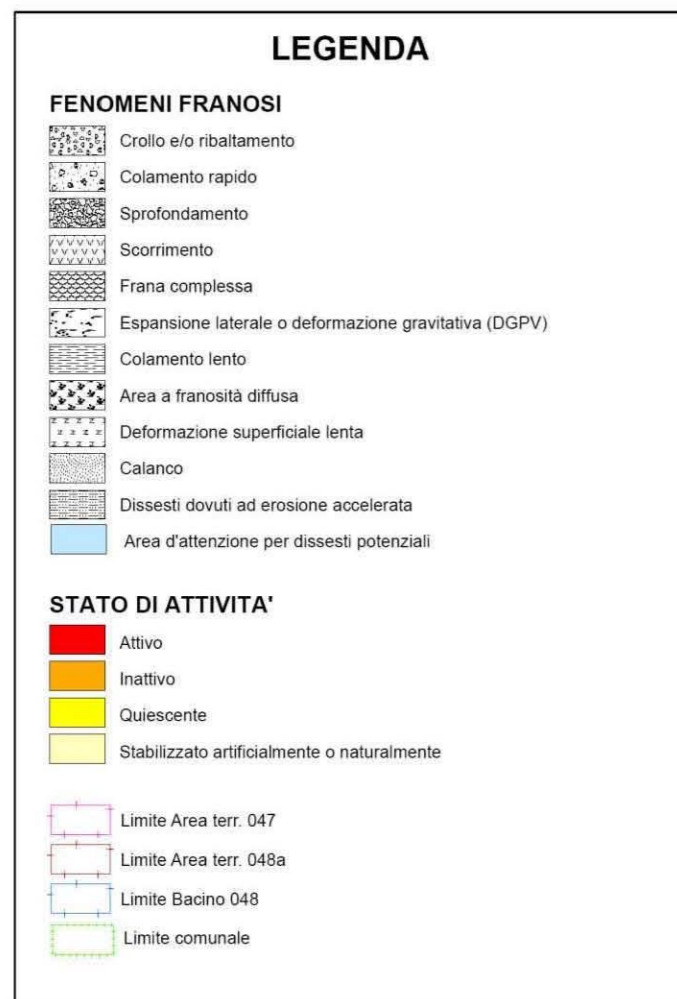 LEGENDA
FENOMENI FRANOSI
Crollo e/o ribaltamento
Colamento rapido
Sprofondamento
Scorrimento
Frana complessa
Espansione laterale o deformazione gravitativa (DGPV)
Colamento lento
Area a franosità diffusa
Deformazione superficiale lenta
Calanco
Dissesti dovuti ad erosione accelerata
Area d'attenzione per dissesti potenziali
STATO DI ATTIVITA'
Attivo
Inattivo
Quiescente
Stabilizzato artificialmente o naturalmente
Limite Area terr. 047
Limite Area terr. 048a
Limite Bacino 048
Limite comunale